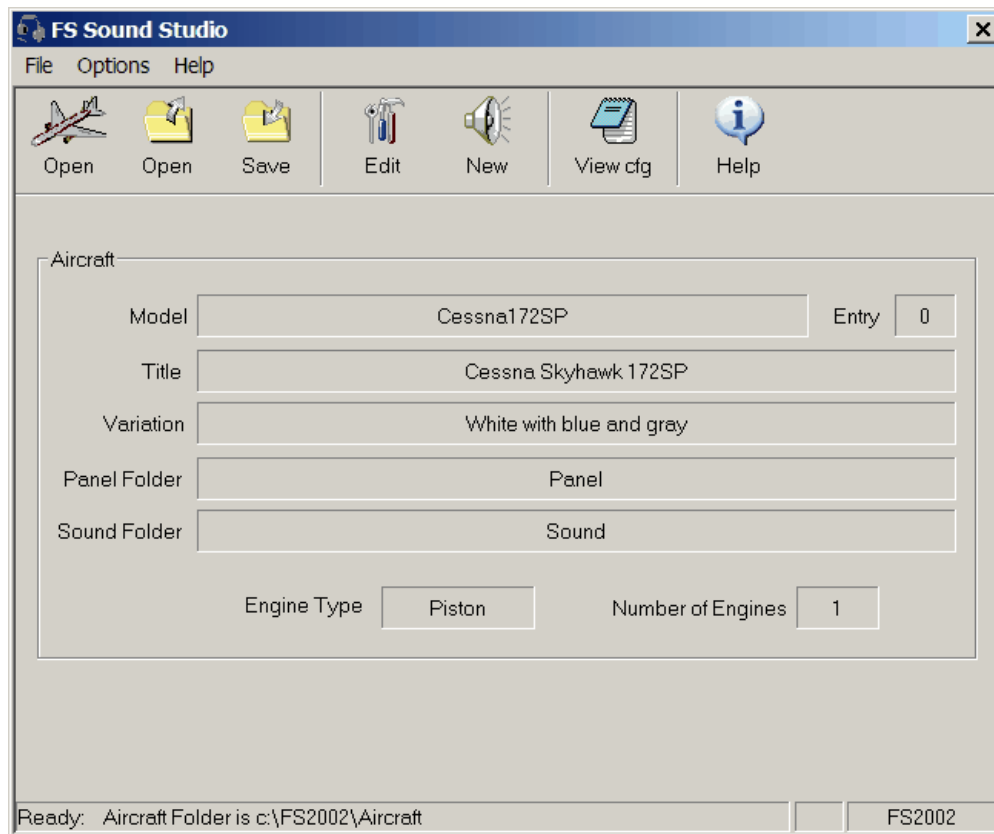 FS Sound Studio
File Options Help
Open Open Save Edit New View cfg Help
Aircraft
Model Cessna172SP Entry 0
Title Cessna Skyhawk 172SP
Variation White with blue and gray
Panel Folder Panel
Sound Folder Sound
Engine Type Piston Number of Engines 1
Ready: Aircraft Folder is c:\FS2002\Aircraft FS2002